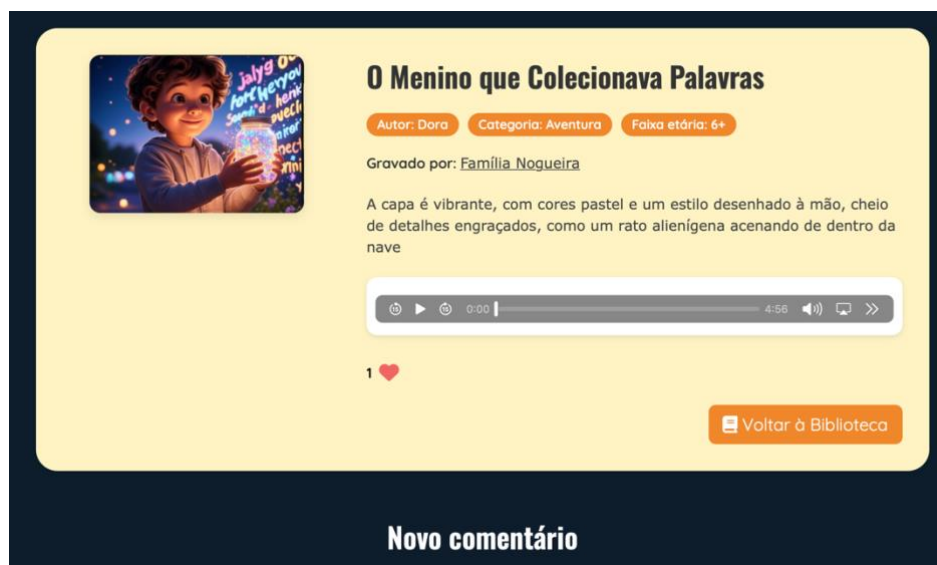 O Menino que Colecionava Palavras
Autor: Dora Categoria: Aventura Faixa etária: 6+
Gravado por: Família Nogueira
A capa é vibrante, com cores pastel e um estilo desenhado à mão, cheio
de detalhes engraçados, como um rato alienígena acenando de dentro da
nave
15 15 0:00 4:56
1
Voltar à Biblioteca
Novo comentário